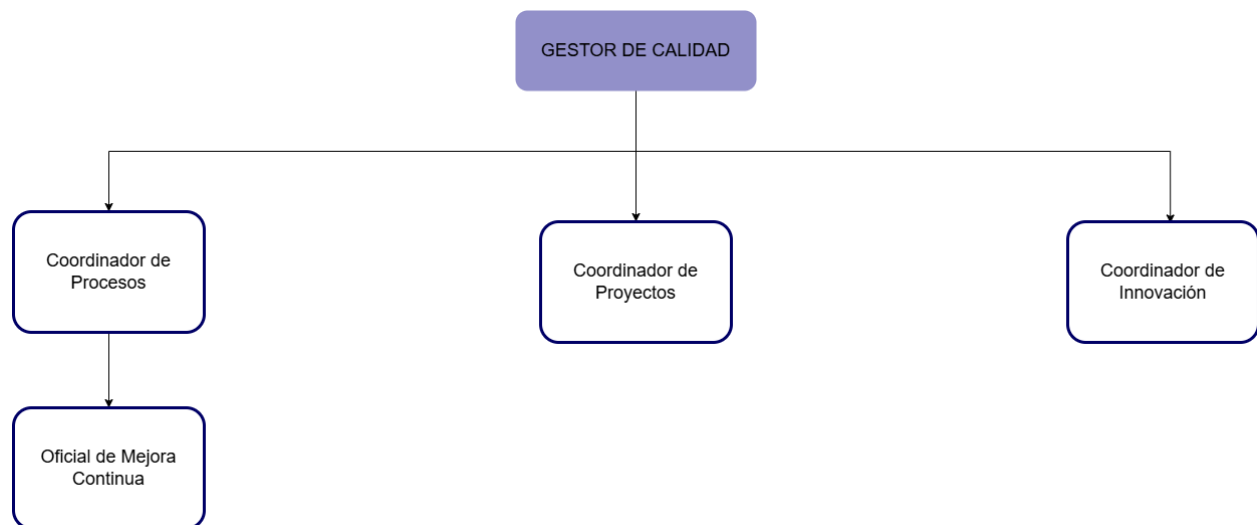 GESTOR DE CALIDAD
Coordinador de
Procesos
Coordinador de
Proyectos
Coordinador de
Innovación
Oficial de Mejora
Continua